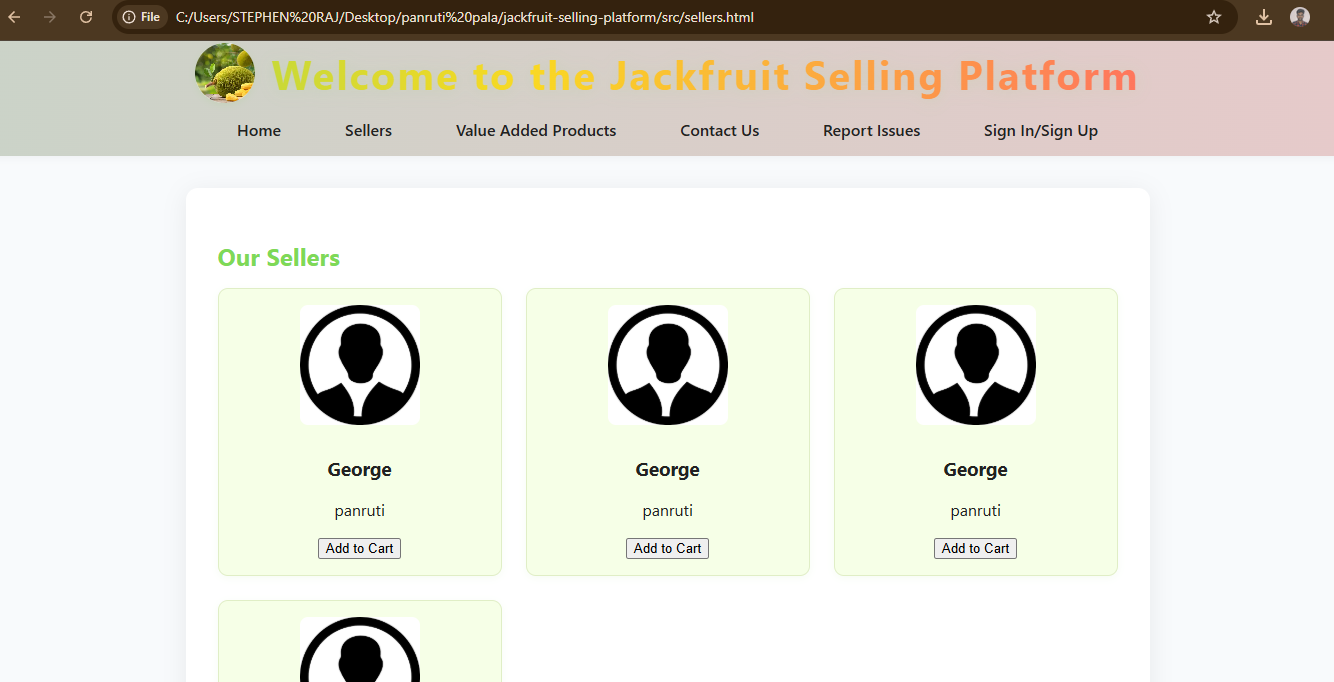 File C:/Users/STEPHEN%20RAJ/Desktop/panruti%20pala/jackfruit-selling-platform/src/sellers.html
Welcome to the Jackfruit Selling Platform
Home Sellers Value Added Products Contact Us Report Issues Sign In/Sign Up
Our Sellers
George George George
panruti panruti panruti
Add to Cart Add to Cart Add to Cart